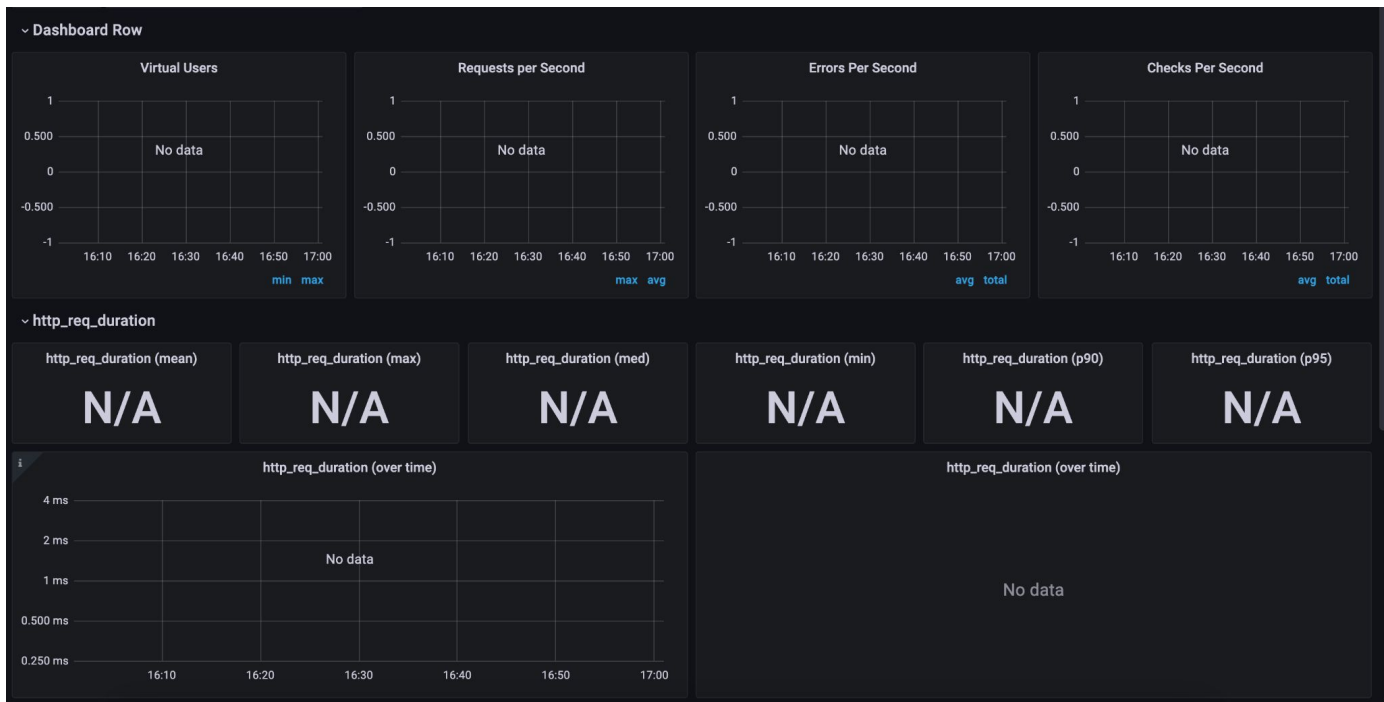 Dashboard Row
Virtual Users
1
0.500
No data
0
-0.500
-1
16:10 16:20 16:30 16:40 16:50 17:00
min max
Requests per Second
1
0.500
No data
0
-0.500
-1
16:10 16:20 16:30 16:40 16:50 17:00
max avg
Errors Per Second
1
0.500
No data
0
-0.500
-1
16:10 16:20 16:30 16:40 16:50 17:00
avg total
Checks Per Second
1
0.500
No data
0
-0.500
-1
16:10 16:20 16:30 16:40 16:50 17:00
avg total
http_req_duration
http_req_duration (mean)
N/A
http_req_duration (max)
N/A
http_req_duration (med)
N/A
http_req_duration (min)
N/A
http_req_duration (p90)
N/A
http_req_duration (p95)
N/A
i
http_req_duration (over time)
4 ms
2 ms
No data
1 ms
0.500 ms
0.250 ms
16:10 16:20 16:30 16:40 16:50 17:00
http_req_duration (over time)
No data